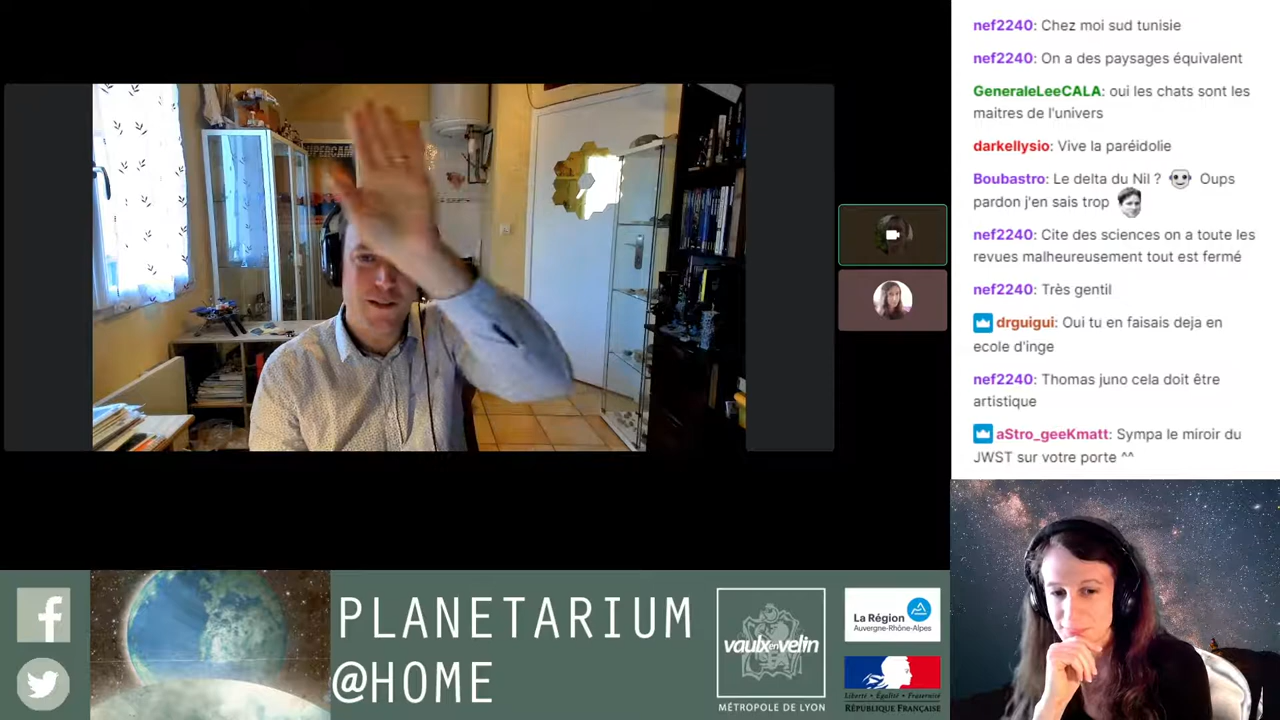 nef2240: Chez moi sud tunisie
nef2240: On a des paysages équivalent
GeneraleLeeCALA: oui les chats sont les
maitres de l'univers
darkellysio: Vive la paréidolie
Boubastro: Le delta du Nil ? Oups
pardon j'en sais trop
nef2240: Cite des sciences on a toute les
revues malheureusement tout est fermé
nef2240: Très gentil
drguigui: Oui tu en faisais deja en
ecole d'inge
nef2240: Thomas juno cela doit être
artistique
aStro_geeKmatt: Sympa le miroir du
JWST sur votre porte ^^
SUPERCAM
PLANETARIUM
@HOME
vaulx en velin
MÉTROPOLE DE LYON
La Région
Auvergne-Rhône-Alpes
Liberté • Égalité • Fraternité
RÉPUBLIQUE FRANÇAISE